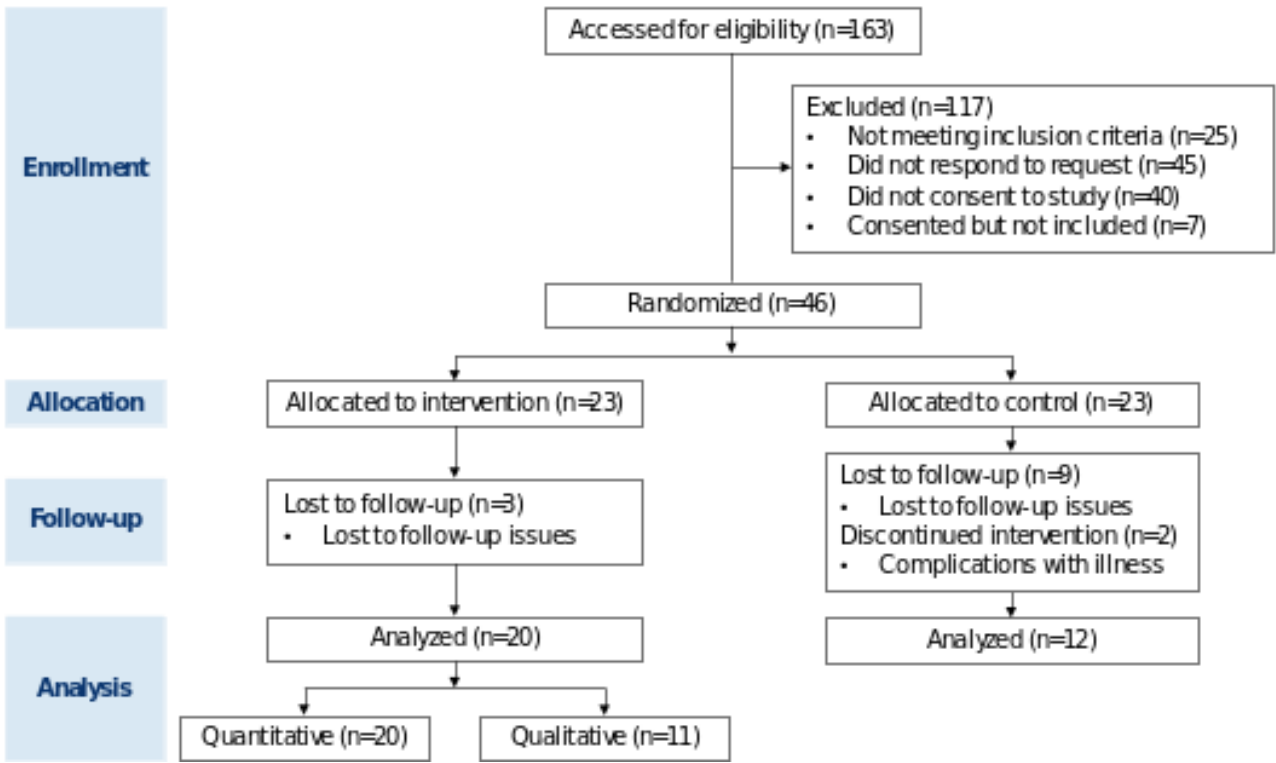 Accessed for eligibility (n=163)
Enrollment
Excluded (n=117)
• Not meeting inclusion criteria (n=25)
• Did not respond to request (n=45)
• Did not consent to study (n=40)
• Consented but not included (n=7)
Randomized (n=46)
Allocation
Allocated to intervention (n=23)
Allocated to control (n=23)
Follow-up
Lost to follow-up (n=3)
• Lost to follow-up issues
Lost to follow-up (n=9)
• Lost to follow-up issues
Discontinued intervention (n=2)
• Complications with illness
Analysis
Analyzed (n=20)
Analyzed (n=12)
Quantitative (n=20)
Qualitative (n=11)